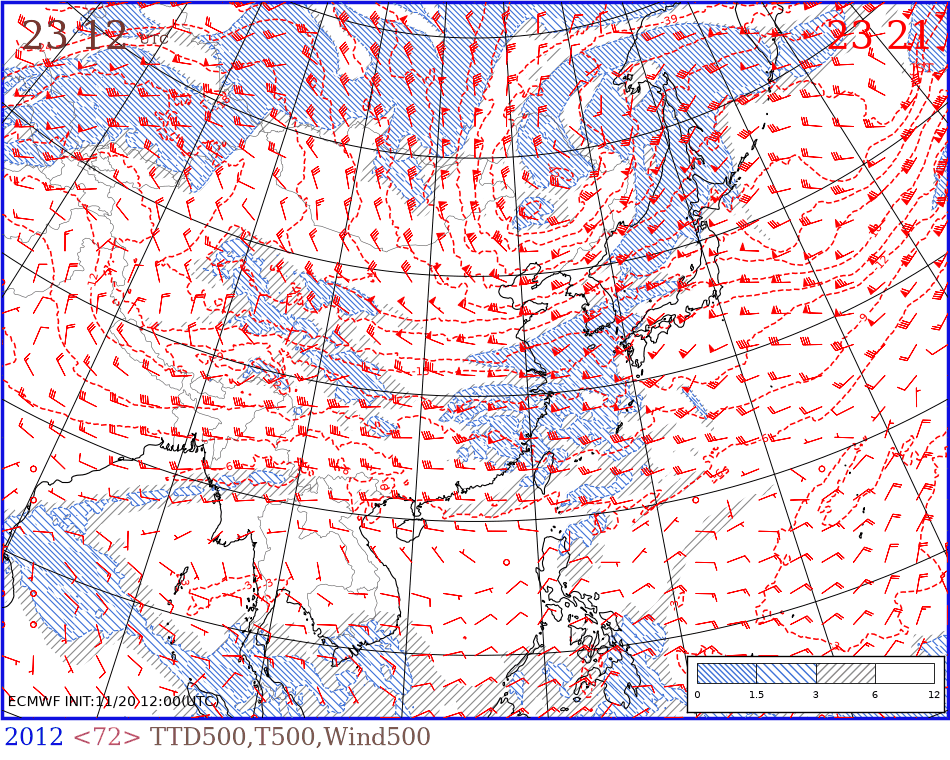 23 12 UTC
23 21
-39
0 1.5 3 6 12
ECMWF INIT:11/20 12:00(UTC)
2012 <72> TTD500,T500,Wind500